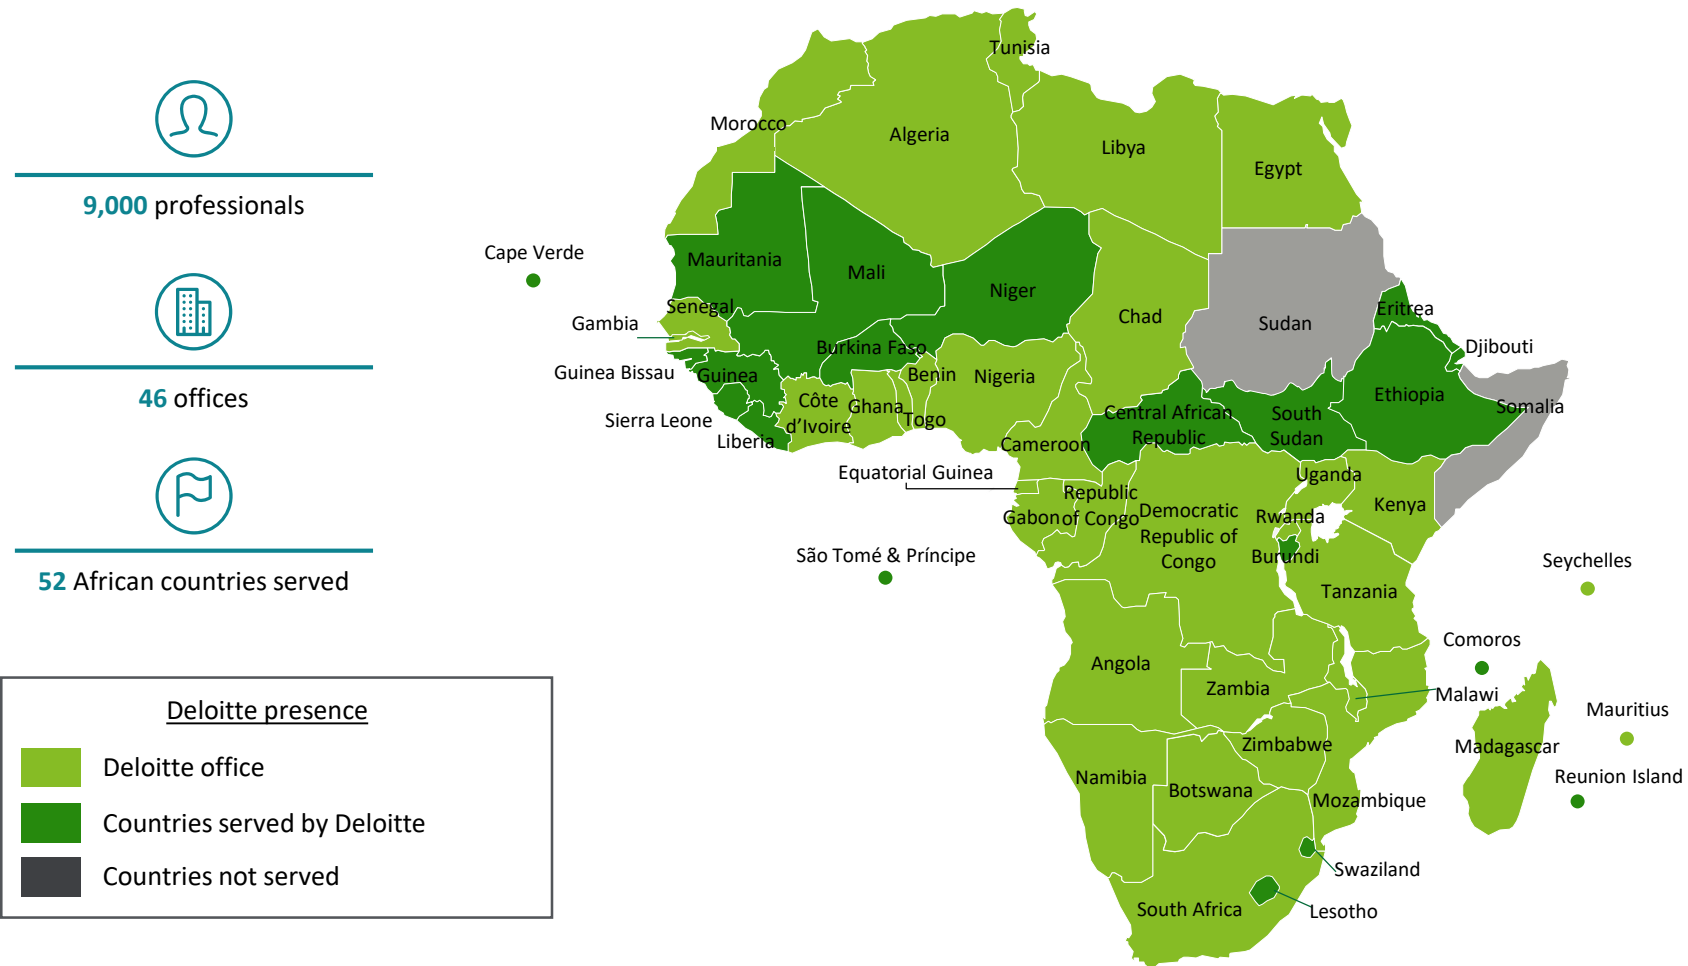 9,000 professionals
46 offices
52 African countries served
Deloitte presence
Deloitte office
Countries served by Deloitte
Countries not served
Tunisia
Morocco
Algeria
Libya
Egypt
Cape Verde
Mauritania
Mali
Niger
Chad
Sudan
Eritrea
Senegal
Gambia
Djibouti
Burkina Faso
Guinea Bissau
Guinea
Benin
Nigeria
Ethiopia
Somalia
Côte
d'Ivoire
Ghana
Togo
Sierra Leone
Liberia
Central African
Republic
South
Sudan
Cameroon
Equatorial Guinea
Uganda
Kenya
Republic
of Congo
Gabon
Democratic
Republic of
Congo
Rwanda
Burundi
São Tomé & Príncipe
Tanzania
Seychelles
Comoros
Angola
Zambia
Malawi
Mauritius
Madagascar
Zimbabwe
Reunion Island
Namibia
Botswana
Mozambique
Swaziland
South Africa
Lesotho